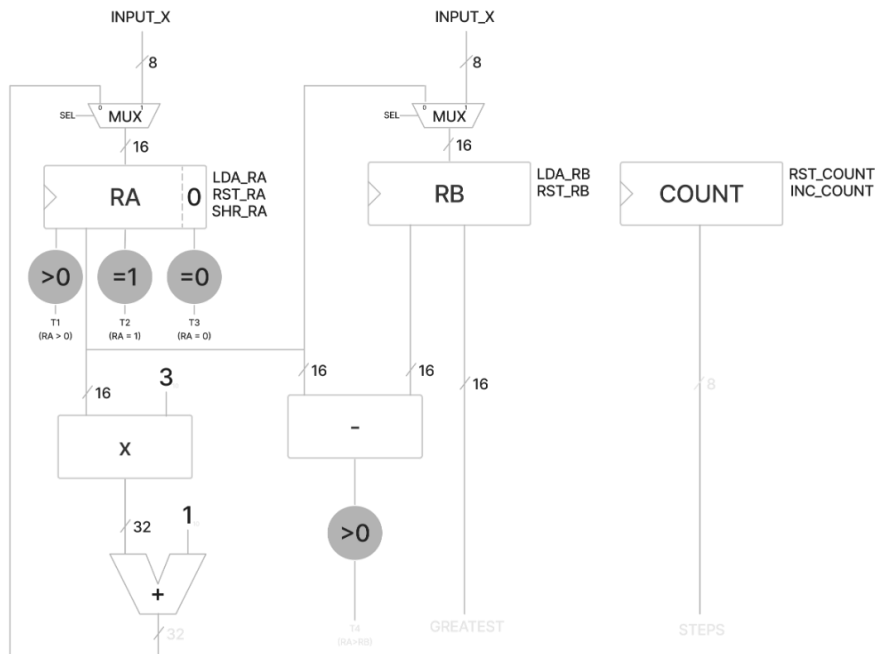 INPUT_X
INPUT_X
8
8
0 1
0 1
SEL
MUX
SEL
MUX
16
16
RA
0
LDA_RA
RST_RA
SHR_RA
RB
LDA_RB
RST_RB
COUNT
RST_COUNT
INC_COUNT
>0
=1
=0
T1
(RA > 0)
T2
(RA = 1)
T3
(RA = 0)
16
3
16
16
16
8
x
-
32
1
>0
+
32
T4
(RA>RB)
GREATEST
STEPS